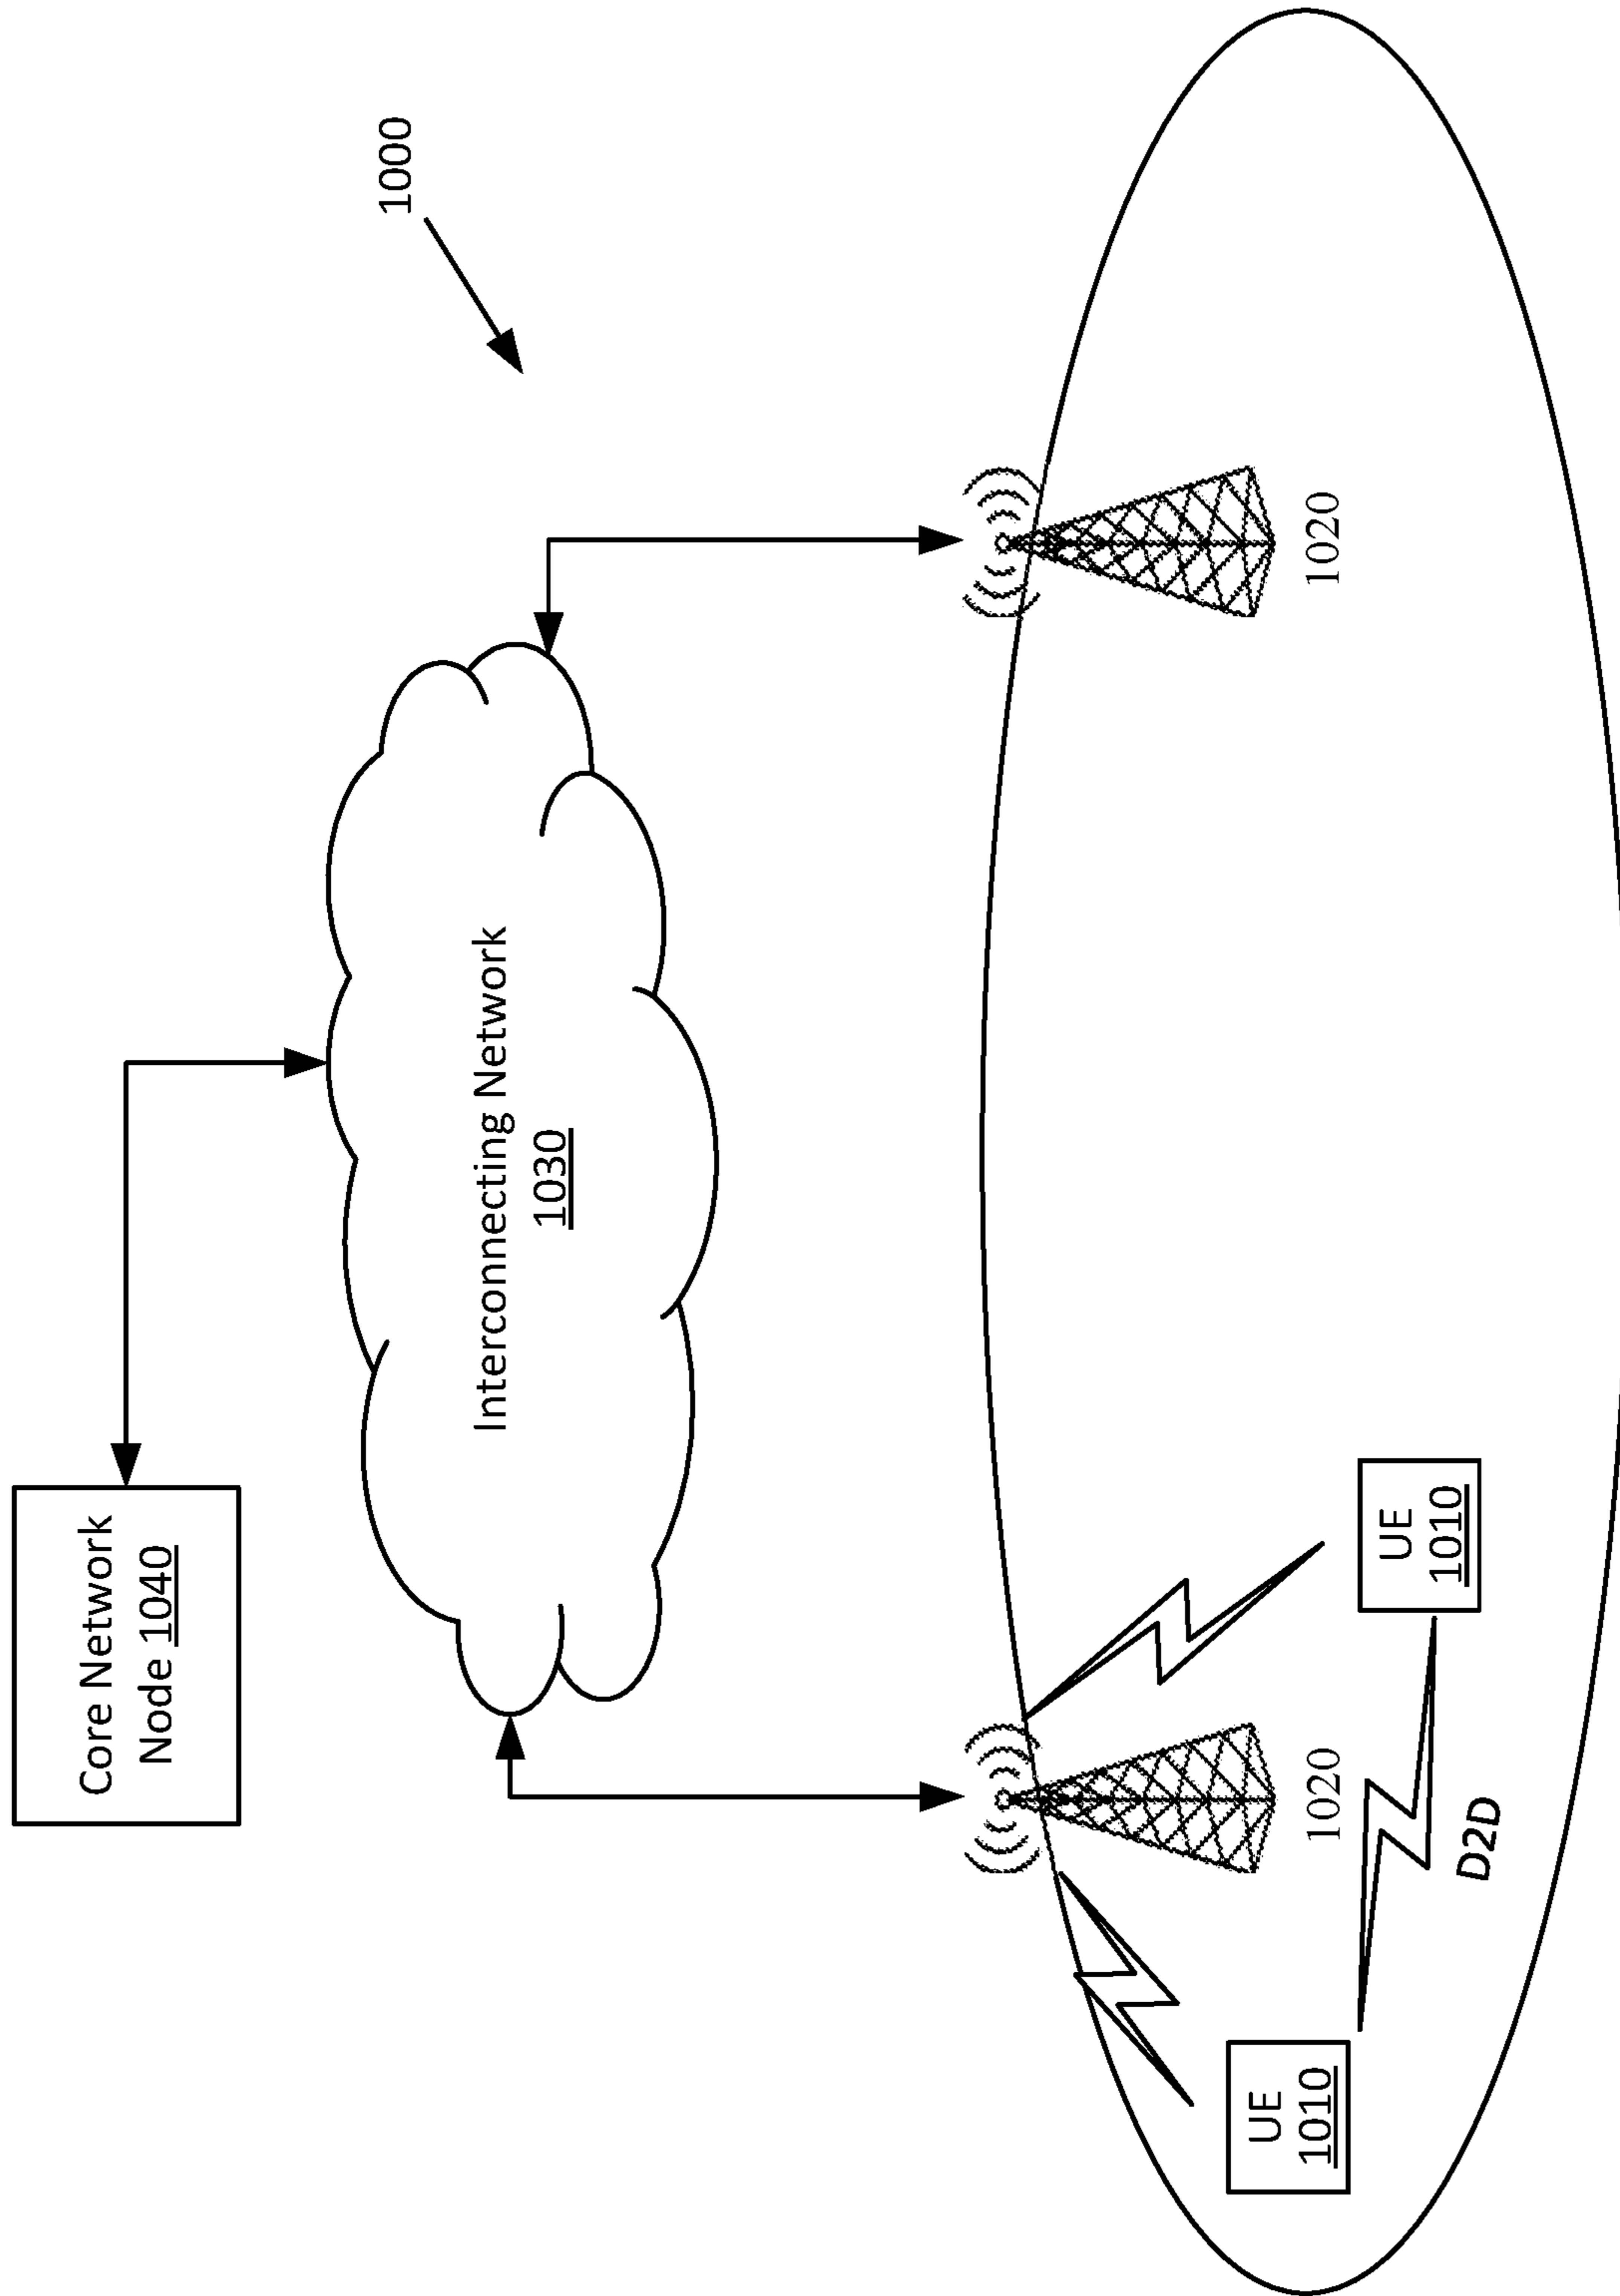 Core Network
Node 1040
1000
Interconnecting Network
1030
1020
1020
UE
1010
UE
1010
D2D